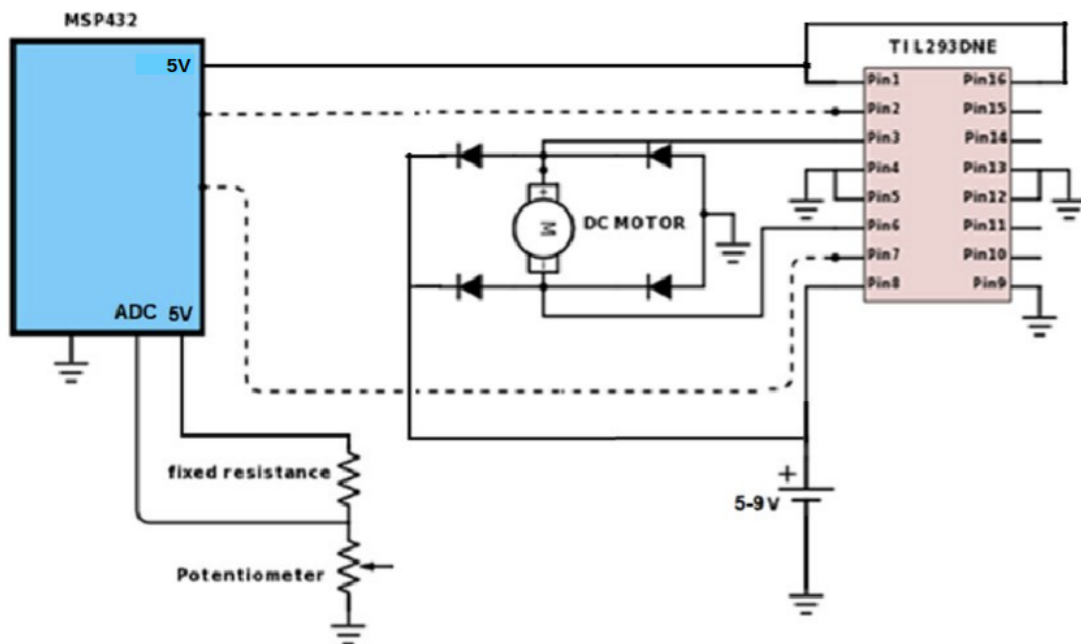 MSP432
5V
TIL293DNE
Pin1 Pin16
Pin2 Pin15
Pin3 Pin14
Pin4 Pin13
Pin5 Pin12
Pin6 Pin11
Pin7 Pin10
Pin8 Pin9
+
M
-
DC MOTOR
ADC 5V
fixed resistance
Potentiometer
+
5-9V